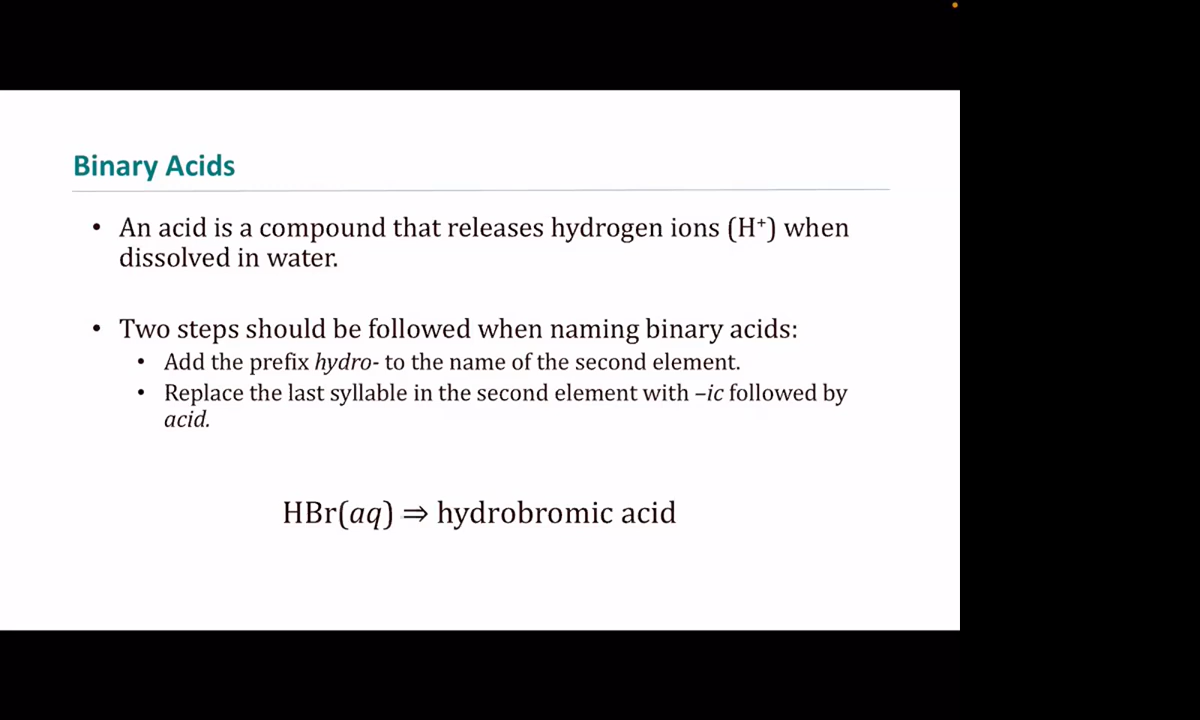 Binary Acids
• An acid is a compound that releases hydrogen ions (H⁺) when
dissolved in water.
• Two steps should be followed when naming binary acids:
• Add the prefix hydro- to the name of the second element.
• Replace the last syllable in the second element with –ic followed by
acid.
HBr(aq) ⇒ hydrobromic acid